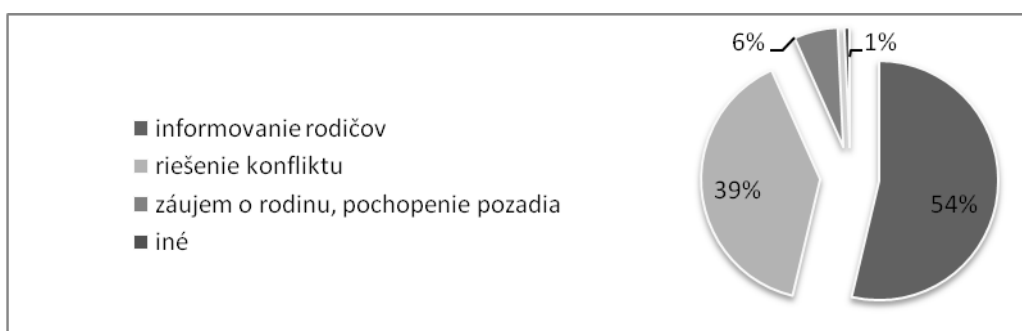 informovanie rodičov
riešenie konfliktu
záujem o rodinu, pochopenie pozadia
iné
6%
1%
39%
54%